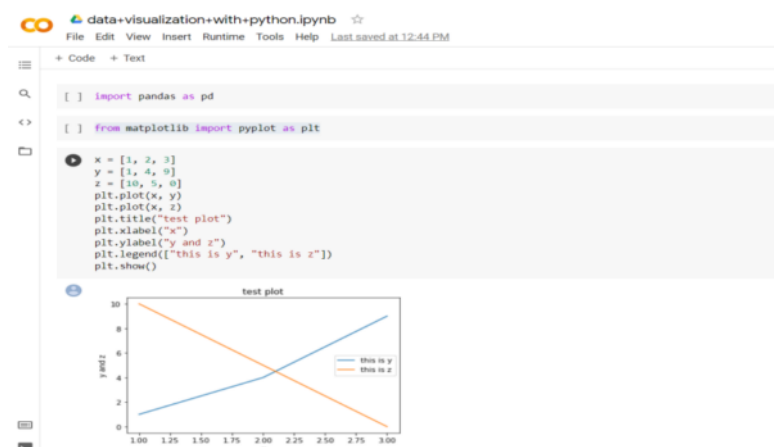 data+visualization+with+python.ipynb
File Edit View Insert Runtime Tools Help Last saved at 12:44 PM
+ Code + Text
[ ] import pandas as pd
[ ] from matplotlib import pyplot as plt
x = [1, 2, 3]
y = [1, 4, 9]
z = [10, 5, 0]
plt.plot(x, y)
plt.plot(x, z)
plt.title("test plot")
plt.xlabel("x")
plt.ylabel("y and z")
plt.legend(["this is y", "this is z"])
plt.show()
test plot
10
8
6
4
2
0
y and z
this is y
this is z
1.00 1.25 1.50 1.75 2.00 2.25 2.50 2.75 3.00